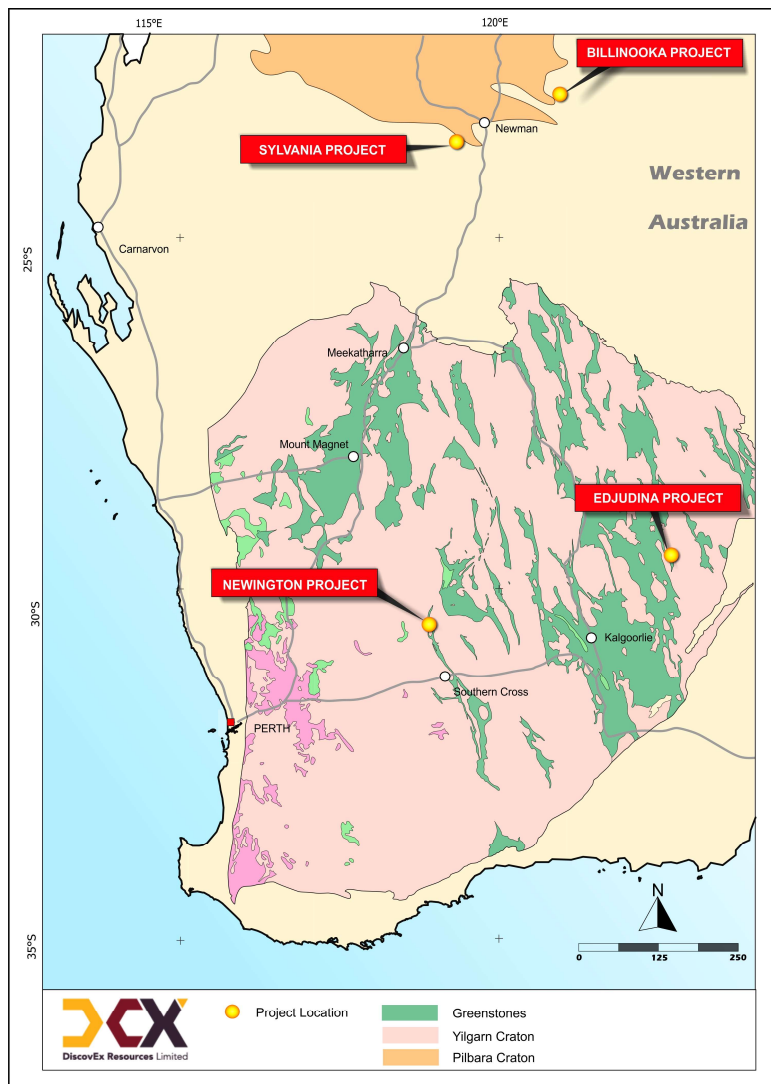 115°E
120°E
BILLINOOKA PROJECT
Newman
SYLVANIA PROJECT
Western
Australia
Carnarvon
25°S
Meekatharra
Mount Magnet
EDJUDINA PROJECT
NEWINGTON PROJECT
30°S
Kalgoorlie
Southern Cross
PERTH
N
35°S
0 125 250
DCX
DiscovEx Resources Limited
Project Location
Greenstones
Yilgarn Craton
Pilbara Craton